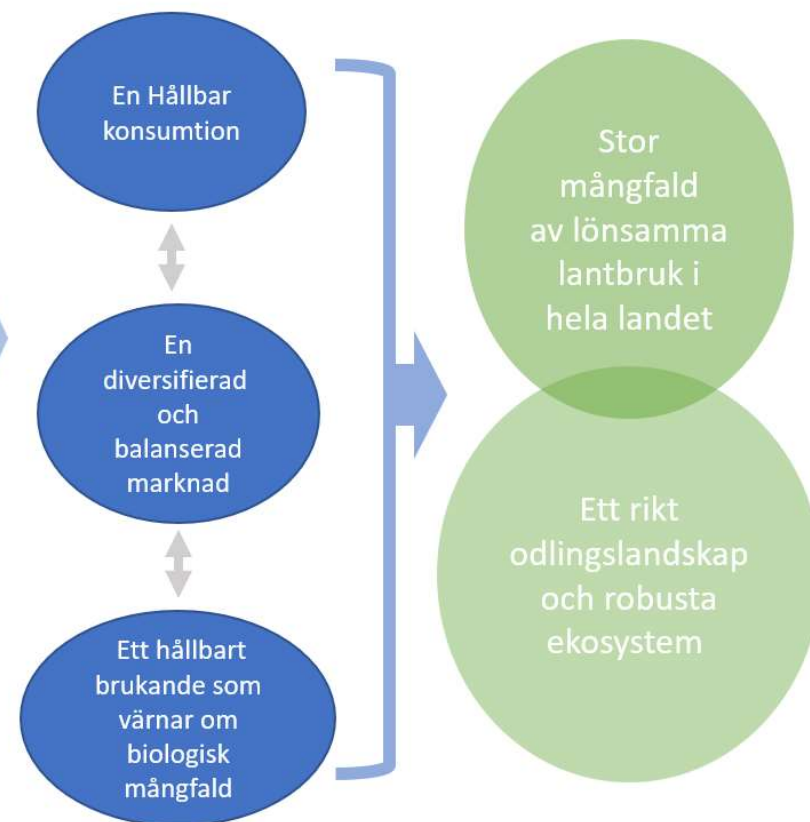 En Hållbar
konsumtion
En
diversifierad
och
balanserad
marknad
Ett hållbart
brukande som
värnar om
biologisk
mångfald
Stor
mångfald
av lönsamma
lantbruk i
hela landet
Ett rikt
odlingslandskap
och robusta
ekosystem